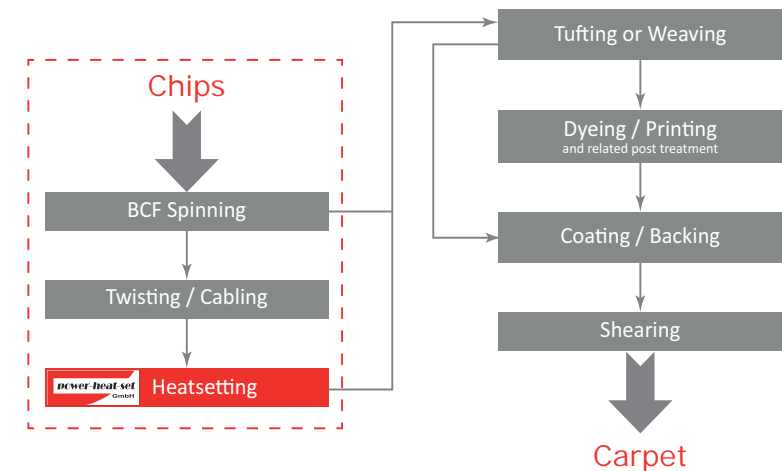 Chips
BCF Spinning
Twisting / Cabling
power-heat-set
GmbH
Heatsetting
Tufting or Weaving
Dyeing / Printing
and related post treatment
Coating / Backing
Shearing
Carpet